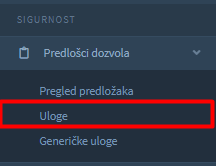 SIGURNOST
Predlošci dozvola
Pregled predložaka
Uloge
Generičke uloge